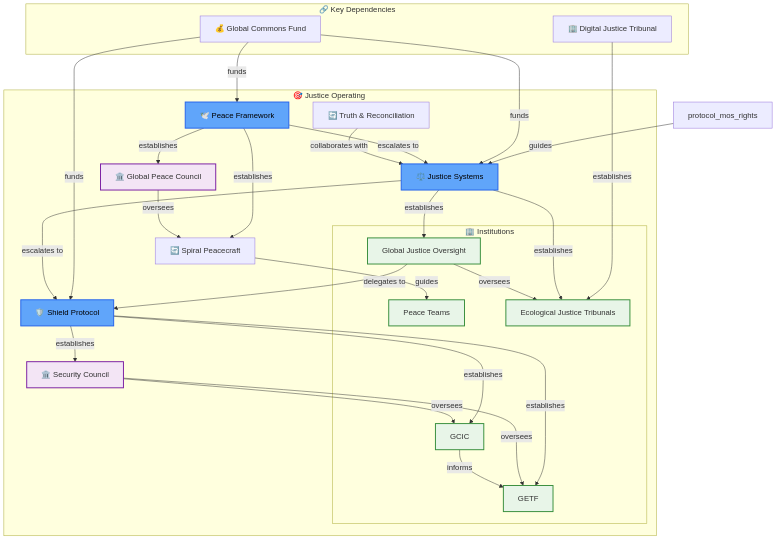 🔗 Key Dependencies
💰 Global Commons Fund
🏢 Digital Justice Tribunal
funds
🎯 Justice Operating
🕊️ Peace Framework
🔄 Truth & Reconciliation
protocol_mos_rights
funds
establishes
collaborates with
escalates to
guides
🏛️ Global Peace Council
⚖️ Justice Systems
funds
establishes
establishes
oversees
establishes
🏢 Institutions
🔄 Spiral Peacecraft
Global Justice Oversight
escalates to
establishes
delegates to
guides
oversees
🛡️ Shield Protocol
Peace Teams
Ecological Justice Tribunals
establishes
🏛️ Security Council
establishes
oversees
establishes
GCIC
oversees
informs
GETF